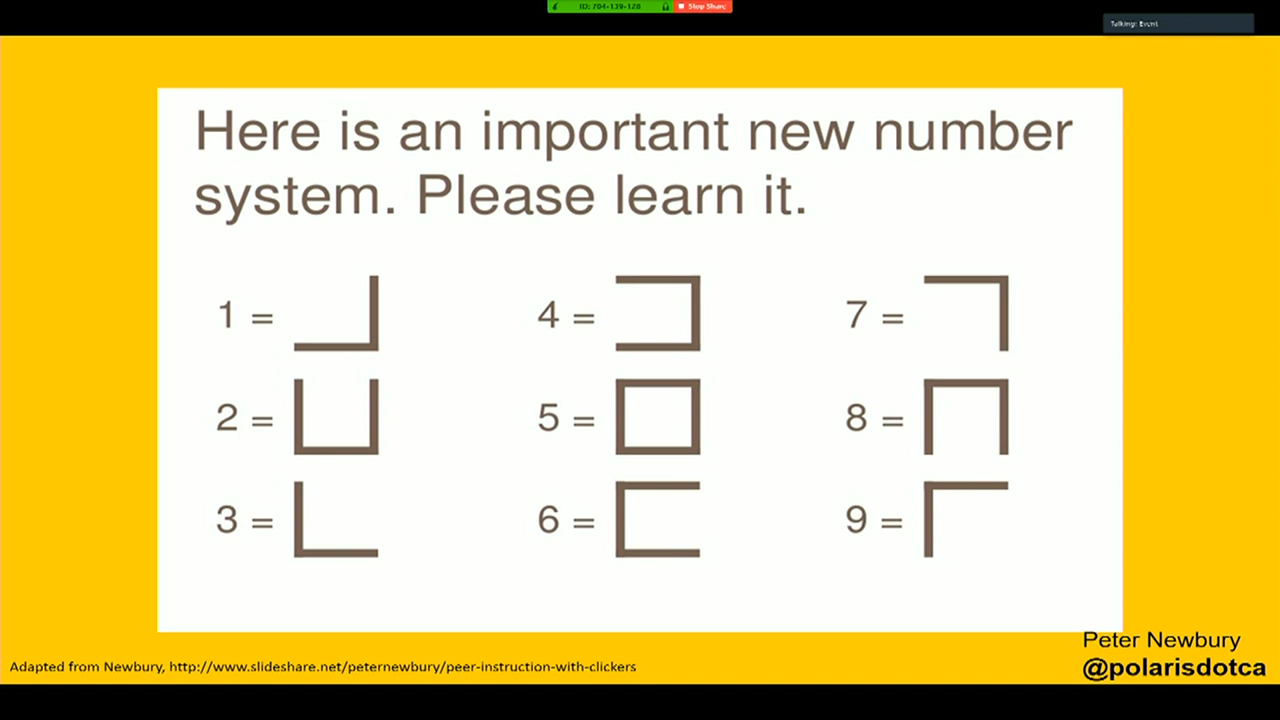 ID: 704-139-128
Stop Share
Talking: Event
Here is an important new number
system. Please learn it.
1 =
4 =
7 =
2 =
5 =
8 =
3 =
6 =
9 =
Peter Newbury
Adapted from Newbury, http://www.slideshare.net/peternewbury/peer-instruction-with-clickers
@polarisdotca